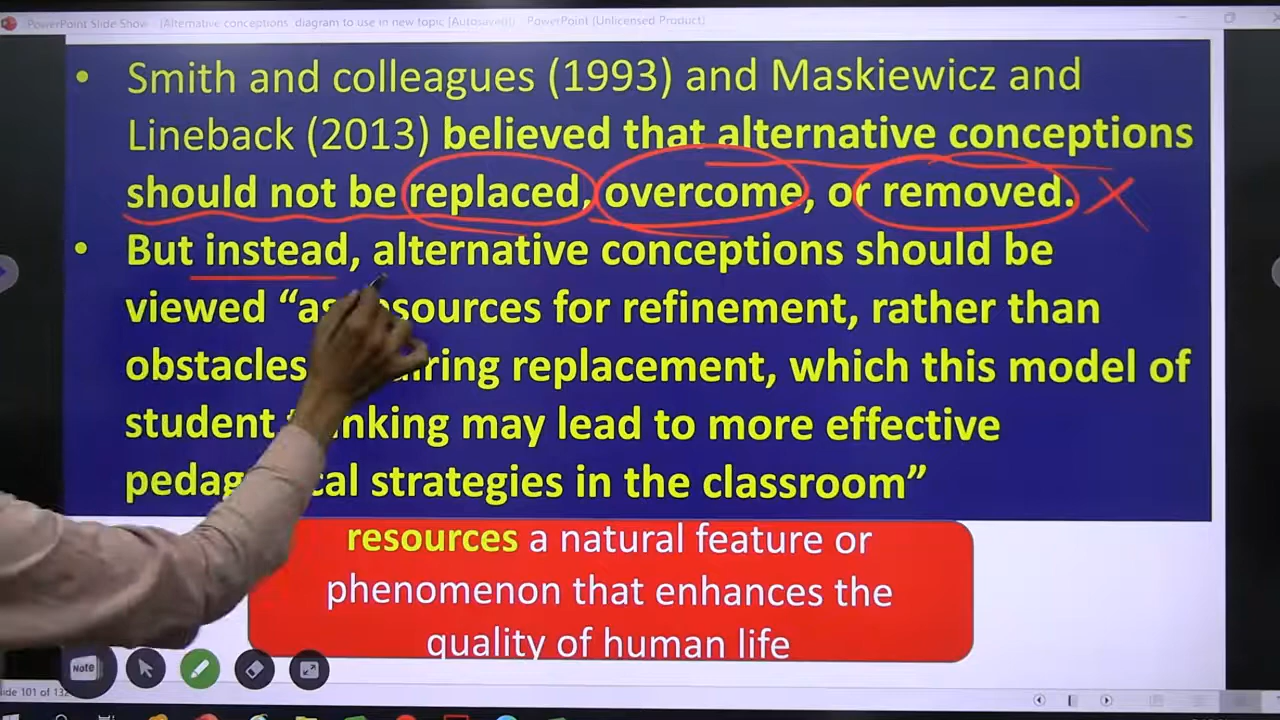 PowerPoint Slide Show - (Alternative conceptions diagram to use in new topic [Autosaved]) - PowerPoint (Unlicensed Product)
• Smith and colleagues (1993) and Maskiewicz and
Lineback (2013) believed that alternative conceptions
should not be replaced, overcome, or removed.
• But instead, alternative conceptions should be
viewed “as resources for refinement, rather than
obstacles replacement, which this model of
student thinking may lead to more effective
strategies in the classroom”
resources a natural feature or
phenomenon that enhances the
quality of human life
Note
lide 101 of 132